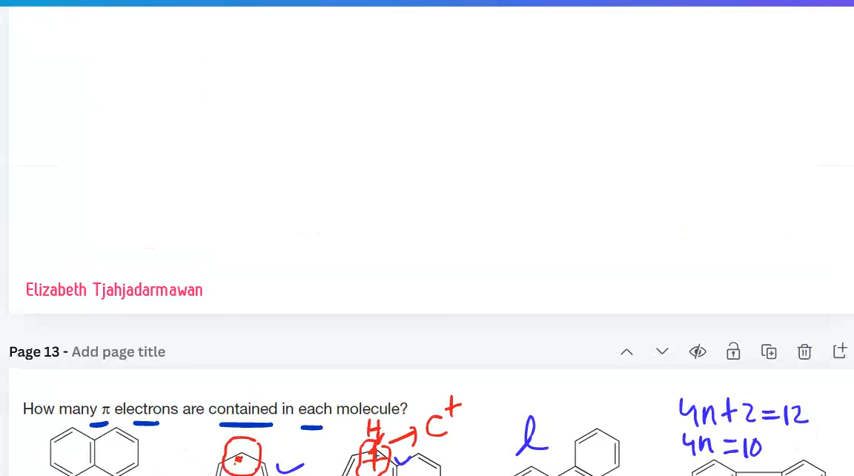 Elizabeth Tjahjadarmawan
Page 13 - Add page title
How many π electrons are contained in each molecule?
H
C+
l
4n+2=12
4n=10